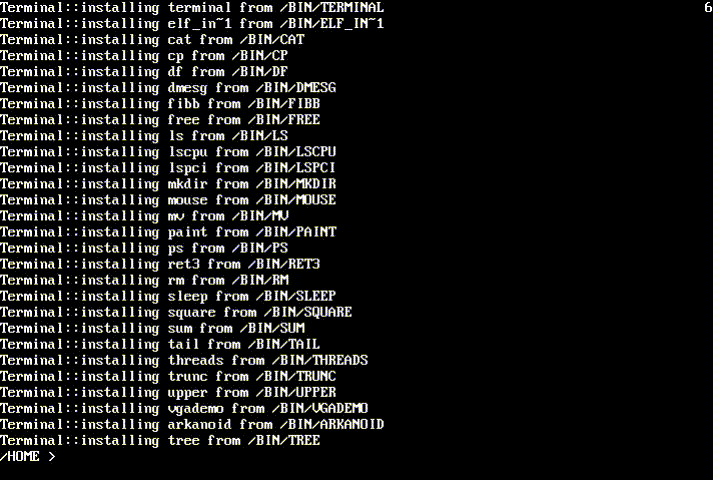 Terminal::installing terminal from /BIN/TERMINAL 6
Terminal::installing elf_in~1 from /BIN/ELF_IN~1
Terminal::installing cat from /BIN/CAT
Terminal::installing cp from /BIN/CP
Terminal::installing df from /BIN/DF
Terminal::installing dmesg from /BIN/DMESG
Terminal::installing fibb from /BIN/FIBB
Terminal::installing free from /BIN/FREE
Terminal::installing ls from /BIN/LS
Terminal::installing lscpu from /BIN/LSCPU
Terminal::installing lspci from /BIN/LSPCI
Terminal::installing mkdir from /BIN/MKDIR
Terminal::installing mouse from /BIN/MOUSE
Terminal::installing mv from /BIN/MV
Terminal::installing paint from /BIN/PAINT
Terminal::installing ps from /BIN/PS
Terminal::installing ret3 from /BIN/RET3
Terminal::installing rm from /BIN/RM
Terminal::installing sleep from /BIN/SLEEP
Terminal::installing square from /BIN/SQUARE
Terminal::installing sum from /BIN/SUM
Terminal::installing tail from /BIN/TAIL
Terminal::installing threads from /BIN/THREADS
Terminal::installing trunc from /BIN/TRUNC
Terminal::installing upper from /BIN/UPPER
Terminal::installing vgademo from /BIN/VGADEMO
Terminal::installing arkanoid from /BIN/ARKANOID
Terminal::installing tree from /BIN/TREE
/HOME >